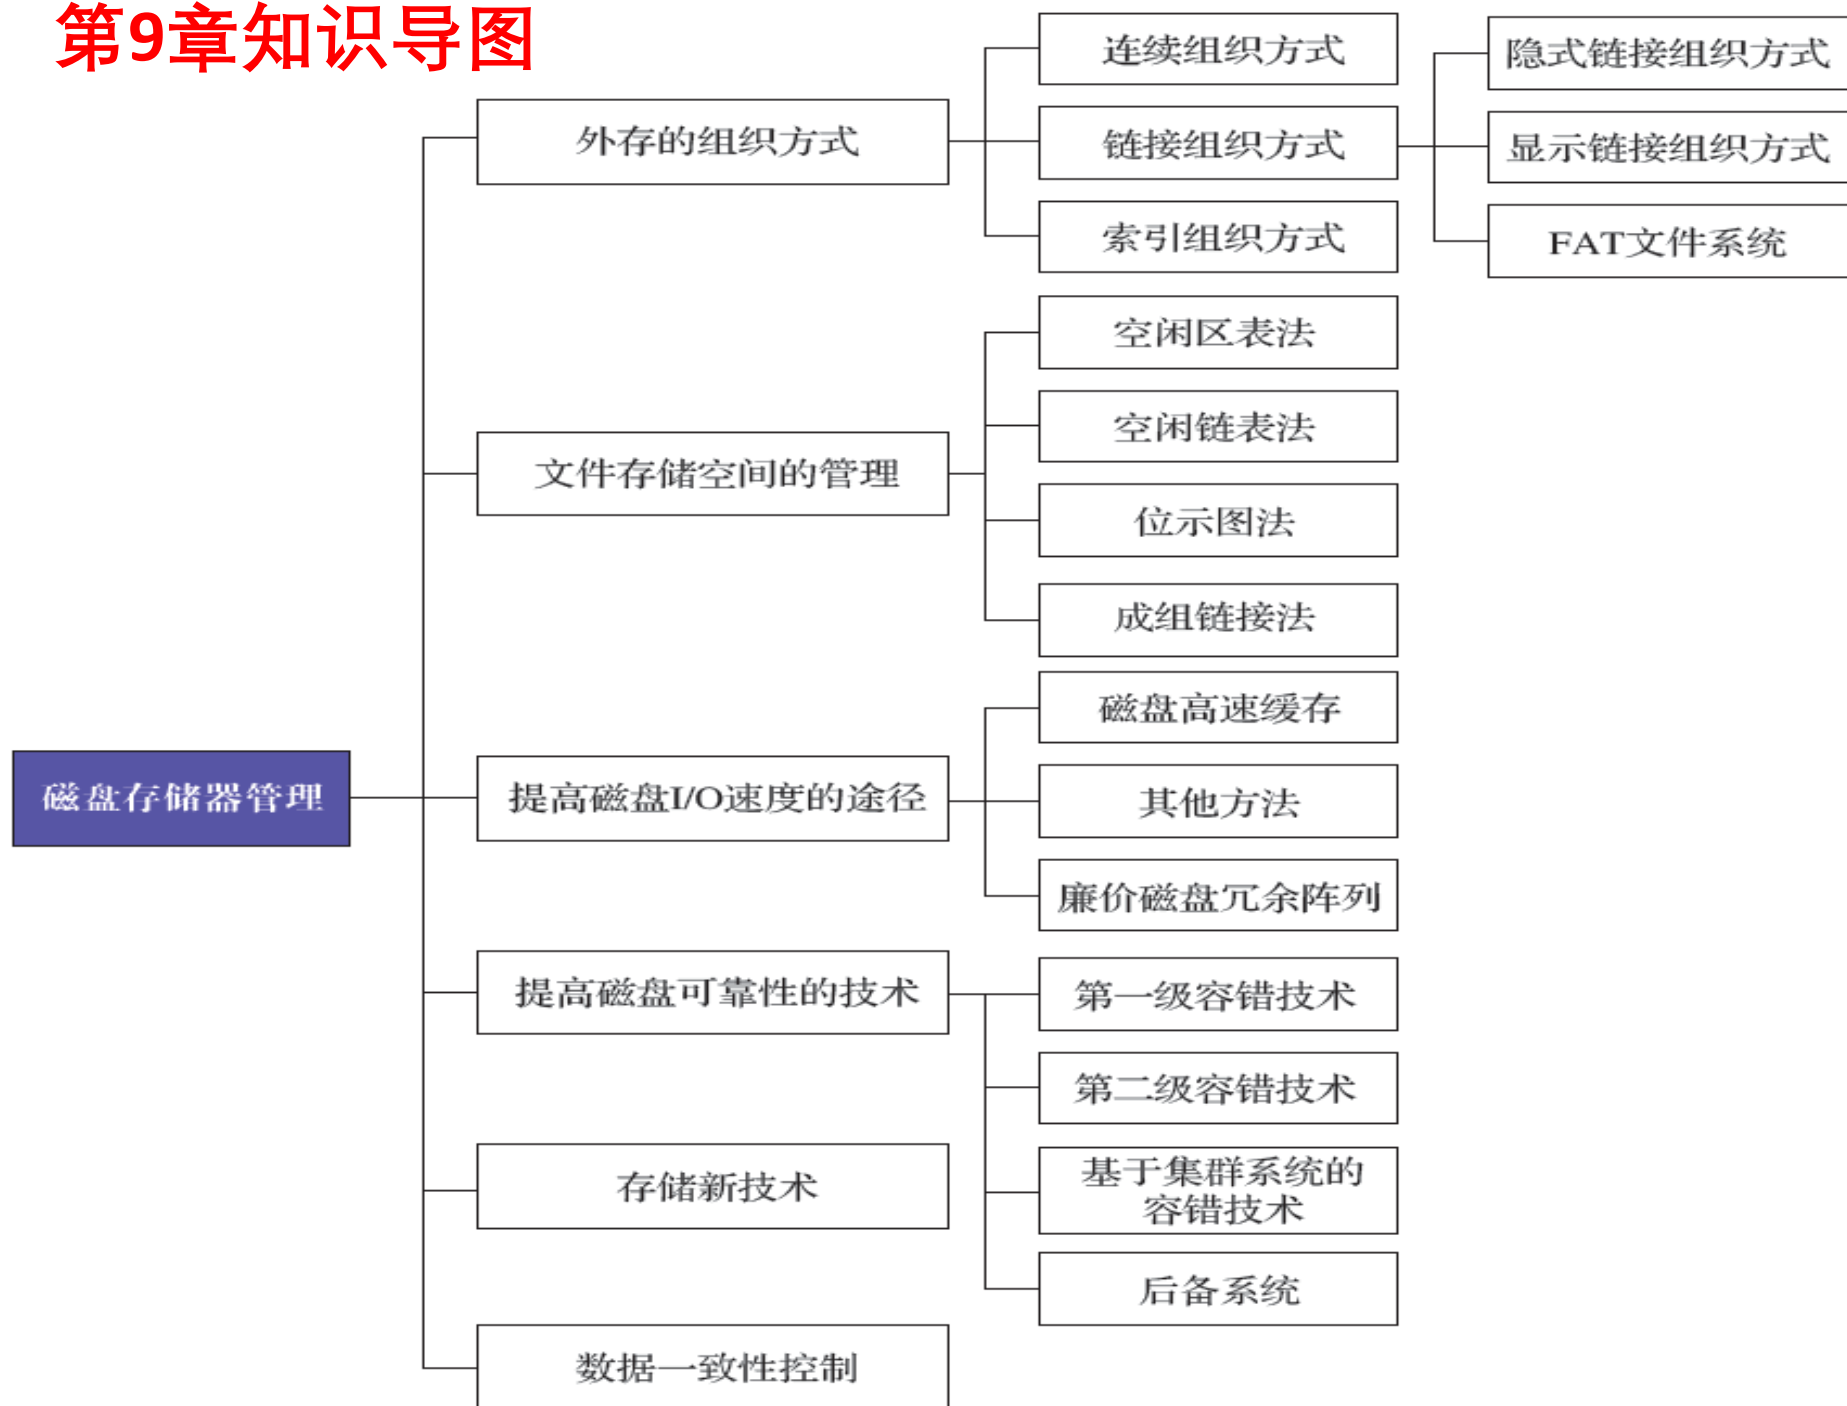 第9章知识导图
磁盘存储器管理
外存的组织方式
连续组织方式
链接组织方式
隐式链接组织方式
显示链接组织方式
FAT文件系统
索引组织方式
文件存储空间的管理
空闲区表法
空闲链表法
位示图法
成组链接法
提高磁盘I/O速度的途径
磁盘高速缓存
其他方法
廉价磁盘冗余阵列
提高磁盘可靠性的技术
第一级容错技术
第二级容错技术
基于集群系统的
容错技术
后备系统
存储新技术
数据一致性控制